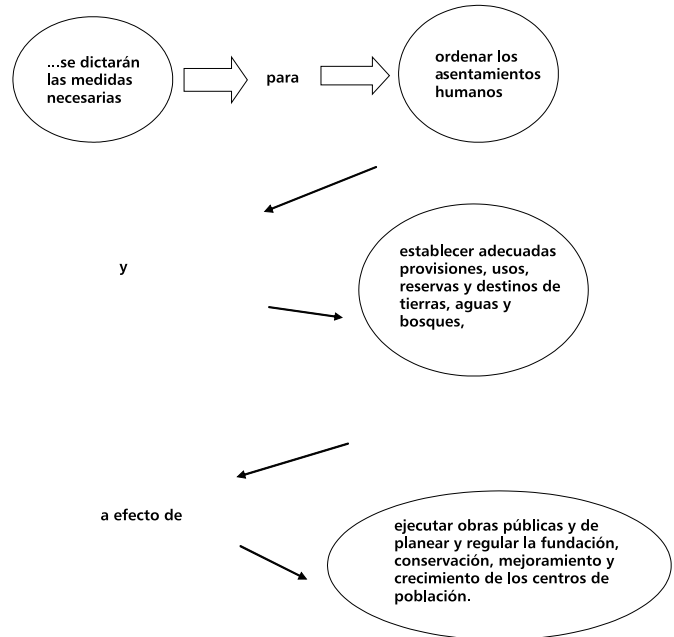 ...se dictarán
las medidas
necesarias
para
ordenar los
asentamientos
humanos
y
establecer adecuadas
provisiones, usos,
reservas y destinos de
tierras, aguas y
bosques,
a efecto de
ejecutar obras públicas y de
planear y regular la fundación,
conservación, mejoramiento y
crecimiento de los centros de
población.